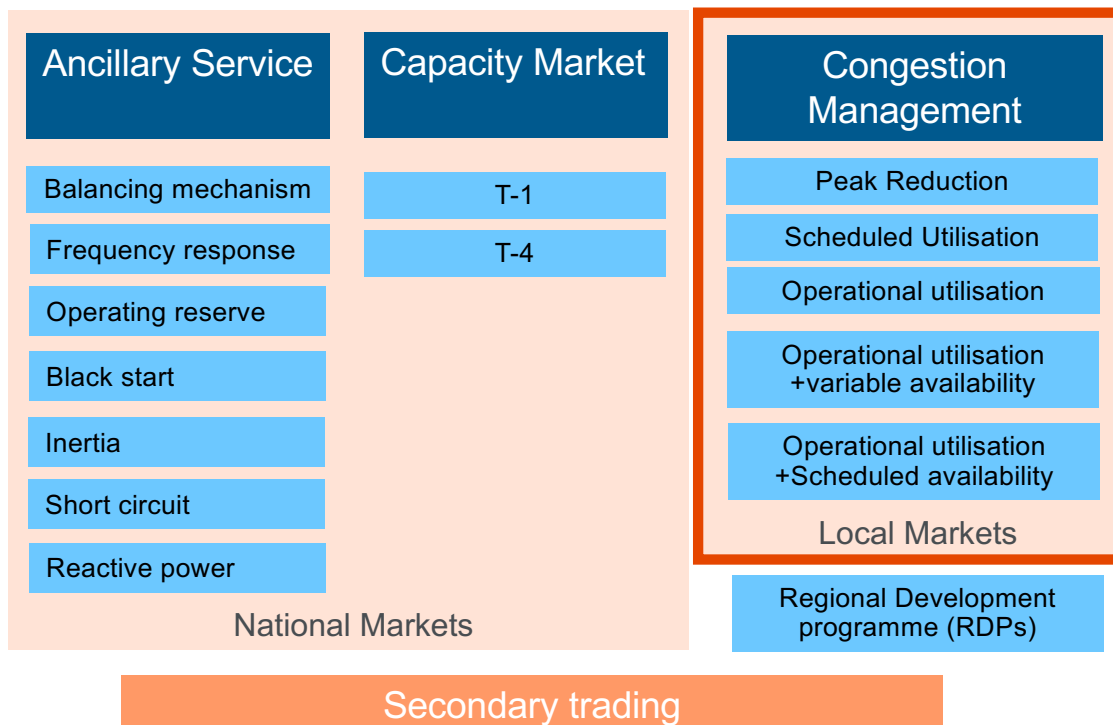 Ancillary Service
Balancing mechanism
Frequency response
Operating reserve
Black start
Inertia
Short circuit
Reactive power
Capacity Market
T-1
T-4
National Markets
Congestion
Management
Peak Reduction
Scheduled Utilisation
Operational utilisation
Operational utilisation
+variable availability
Operational utilisation
+Scheduled availability
Local Markets
Regional Development
programme (RDPs)
Secondary trading